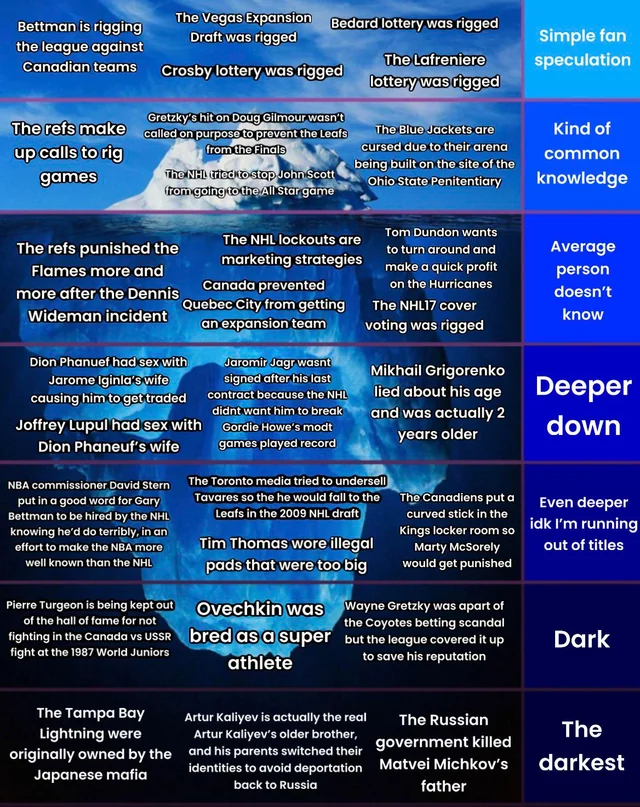 Bettman is rigging
the league against
Canadian teams
The Vegas Expansion
Draft was rigged
Bedard lottery was rigged
Crosby lottery was rigged
The Lafreniere
lottery was rigged
Simple fan
speculation
The refs make
up calls to rig
games
Gretzky's hit on Doug Gilmour wasn't
called on purpose to prevent the Leafs
from the Finals
The NHL tried to stop John Scott
from going to the All Star game
The Blue Jackets are
cursed due to their arena
being built on the site of the
Ohio State Penitentiary
Kind of
common
knowledge
The refs punished the
Flames more and
more after the Dennis
Wideman incident
The NHL lockouts are
marketing strategies
Canada prevented
Quebec City from getting
an expansion team
Tom Dundon wants
to turn around and
make a quick profit
on the Hurricanes
The NHL17 cover
voting was rigged
Average
person
doesn't
know
Dion Phanuef had sex with
Jarome Iginla's wife
causing him to get traded
Joffrey Lupul had sex with
Dion Phaneuf's wife
Jaromir Jagr wasnt
signed after his last
contract because the NHL
didnt want him to break
Gordie Howe's modt
games played record
Mikhail Grigorenko
lied about his age
and was actually 2
years older
Deeper
down
NBA commissioner David Stern
put in a good word for Gary
Bettman to be hired by the NHL
knowing he'd do terribly, in an
effort to make the NBA more
well known than the NHL
The Toronto media tried to undersell
Tavares so the he would fall to the
Leafs in the 2009 NHL draft
Tim Thomas wore illegal
pads that were too big
The Canadiens put a
curved stick in the
Kings locker room so
Marty McSorely
would get punished
Even deeper
idk I'm running
out of titles
Pierre Turgeon is being kept out
of the hall of fame for not
fighting in the Canada vs USSR
fight at the 1987 World Juniors
Ovechkin was
bred as a super
athlete
Wayne Gretzky was apart of
the Coyotes betting scandal
but the league covered it up
to save his reputation
Dark
The Tampa Bay
Lightning were
originally owned by the
Japanese mafia
Artur Kaliyev is actually the real
Artur Kaliyev's older brother,
and his parents switched their
identities to avoid deportation
back to Russia
The Russian
government killed
Matvei Michkov's
father
The
darkest